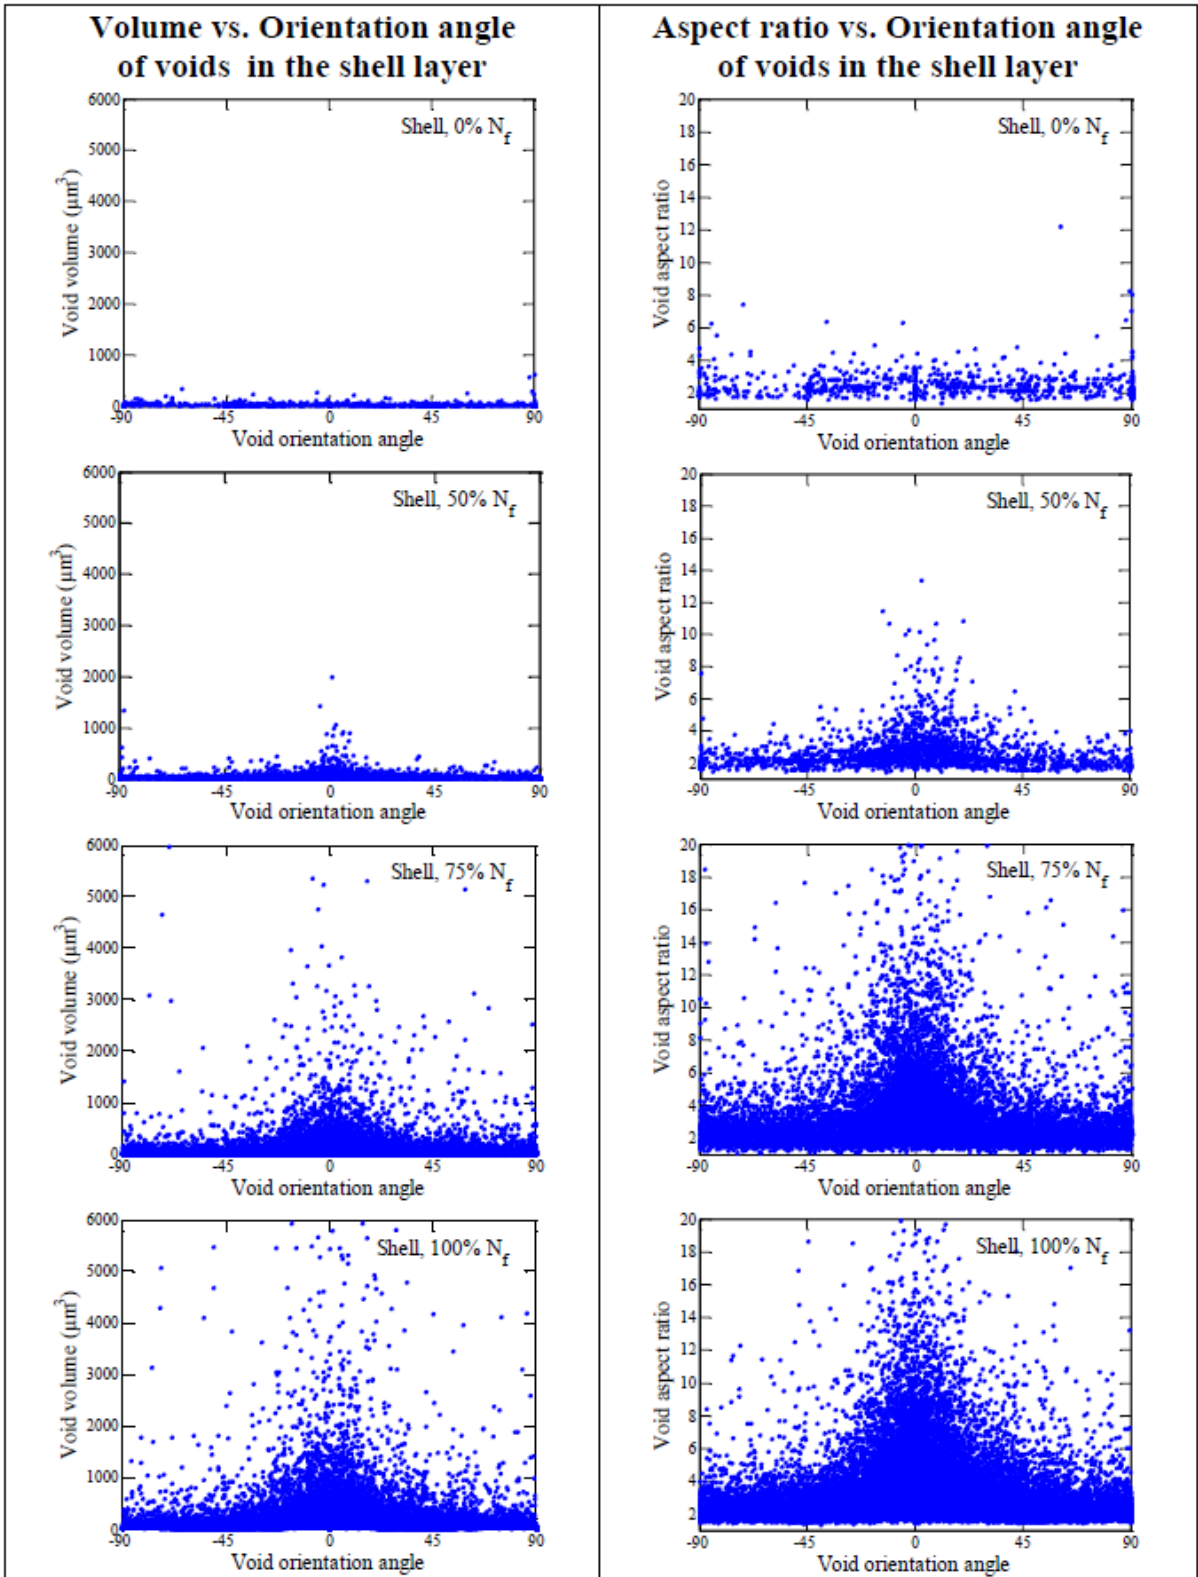 Volume vs. Orientation angle
of voids in the shell layer
6000
5000
4000
3000
2000
1000
0
Void volume (µm³)
Shell, 0% N_f
-90 -45 0 45 90
Void orientation angle
6000
5000
4000
3000
2000
1000
0
Void volume (µm³)
Shell, 50% N_f
-90 -45 0 45 90
Void orientation angle
6000
5000
4000
3000
2000
1000
0
Void volume (µm³)
Shell, 75% N_f
-90 -45 0 45 90
Void orientation angle
6000
5000
4000
3000
2000
1000
0
Void volume (µm³)
Shell, 100% N_f
-90 -45 0 45 90
Void orientation angle
Aspect ratio vs. Orientation angle
of voids in the shell layer
20
18
16
14
12
10
8
6
4
2
Void aspect ratio
Shell, 0% N_f
-90 -45 0 45 90
Void orientation angle
20
18
16
14
12
10
8
6
4
2
Void aspect ratio
Shell, 50% N_f
-90 -45 0 45 90
Void orientation angle
20
18
16
14
12
10
8
6
4
2
Void aspect ratio
Shell, 75% N_f
-90 -45 0 45 90
Void orientation angle
20
18
16
14
12
10
8
6
4
2
Void aspect ratio
Shell, 100% N_f
-90 -45 0 45 90
Void orientation angle